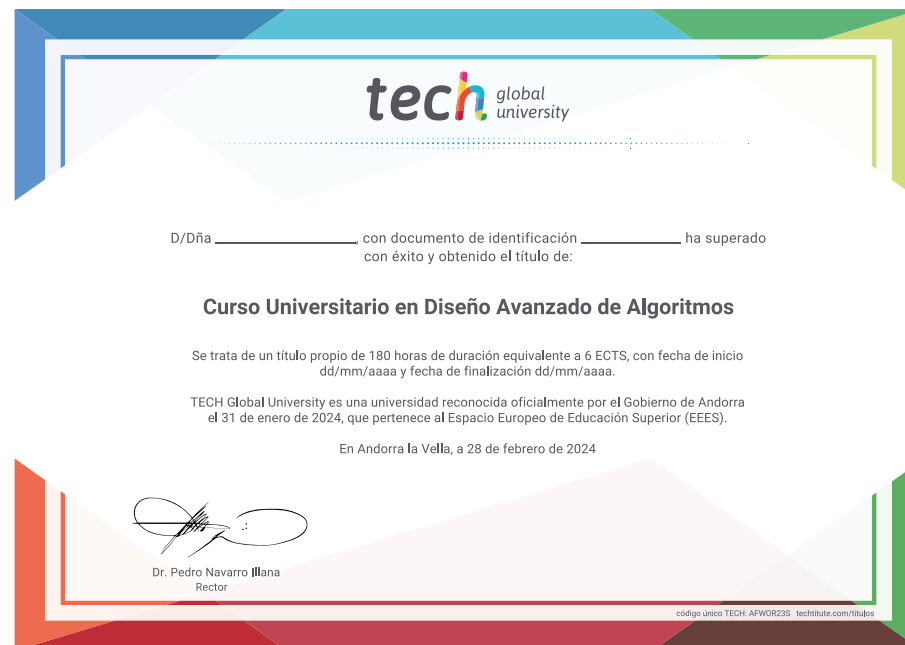 tech global university
D/Dña ____________________, con documento de identificación ______________ ha superado
con éxito y obtenido el título de:
Curso Universitario en Diseño Avanzado de Algoritmos
Se trata de un título propio de 180 horas de duración equivalente a 6 ECTS, con fecha de inicio
dd/mm/aaaa y fecha de finalización dd/mm/aaaa.
TECH Global University es una universidad reconocida oficialmente por el Gobierno de Andorra
el 31 de enero de 2024, que pertenece al Espacio Europeo de Educación Superior (EEES).
En Andorra la Vella, a 28 de febrero de 2024
Dr. Pedro Navarro Illana
Rector
código único TECH: AFWOR23S techtitute.com/titulos